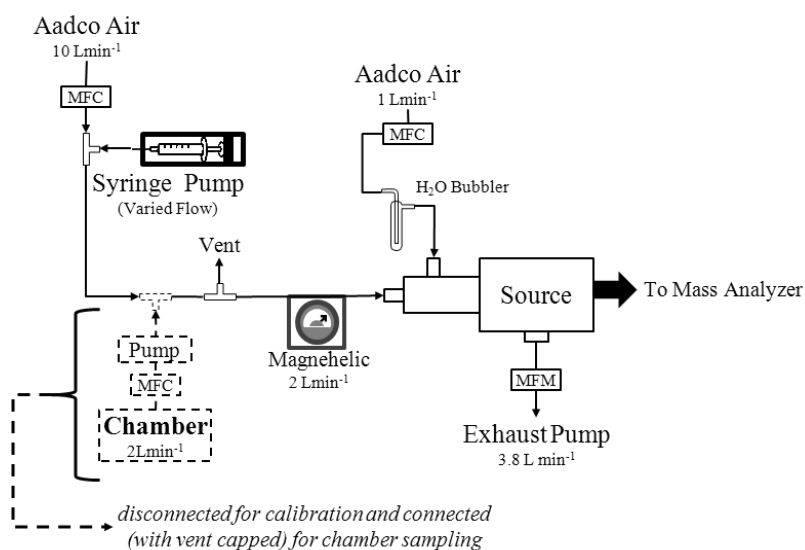 Aadco Air
10 Lmin⁻¹
MFC
Syringe Pump
(Varied Flow)
Aadco Air
1 Lmin⁻¹
MFC
H₂O Bubbler
Vent
Source
To Mass Analyzer
Magnehelic
2 Lmin⁻¹
MFM
Exhaust Pump
3.8 L min⁻¹
Pump
MFC
Chamber
2Lmin⁻¹
disconnected for calibration and connected
(with vent capped) for chamber sampling